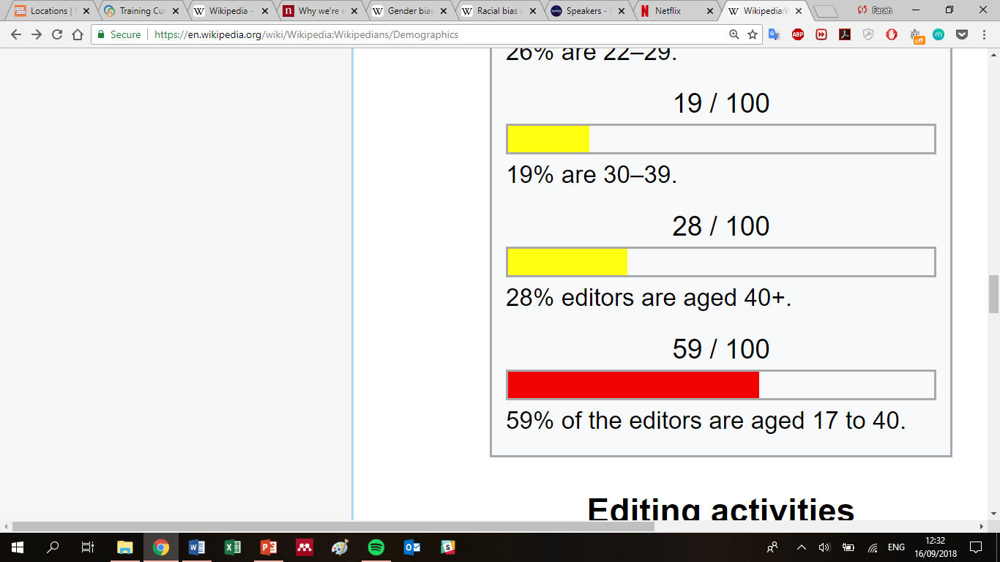 Locations |
Training Cur
Wikipedia -
Why we're e
Gender bias
Racial bias o
Speakers -
Netflix
Wikipedia:W
Farah
Secure
https://en.wikipedia.org/wiki/Wikipedia:Wikipedians/Demographics
ABP
off
m
26% are 22–29.
19 / 100
19% are 30–39.
28 / 100
28% editors are aged 40+.
59 / 100
59% of the editors are aged 17 to 40.
Editing activities
ENG
12:32
16/09/2018